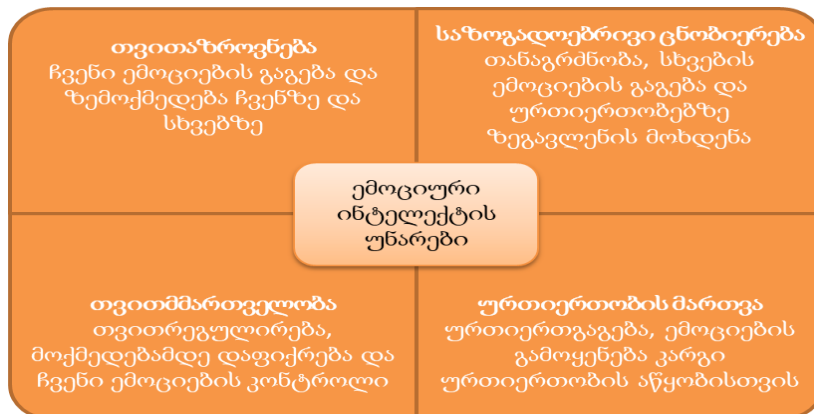 თვითაზროვნება
ჩვენი ემოციების გაგება და
ზემოქმედება ჩვენზე და
სხვებზე
საზოგადოებრივი ცნობიერება
თანაგრძნობა, სხვების
ემოციების გაგება და
ურთიერთობებზე
ზეგავლენის მოხდენა
ემოციური
ინტელექტის
უნარები
თვითმმართველობა
თვითრეგულირება,
მოქმედებამდე დაფიქრება და
ჩვენი ემოციების კონტროლი
ურთიერთობის მართვა
ურთიერთგაგება, ემოციების
გამოყენება კარგი
ურთიერთობის აწყობისთვის